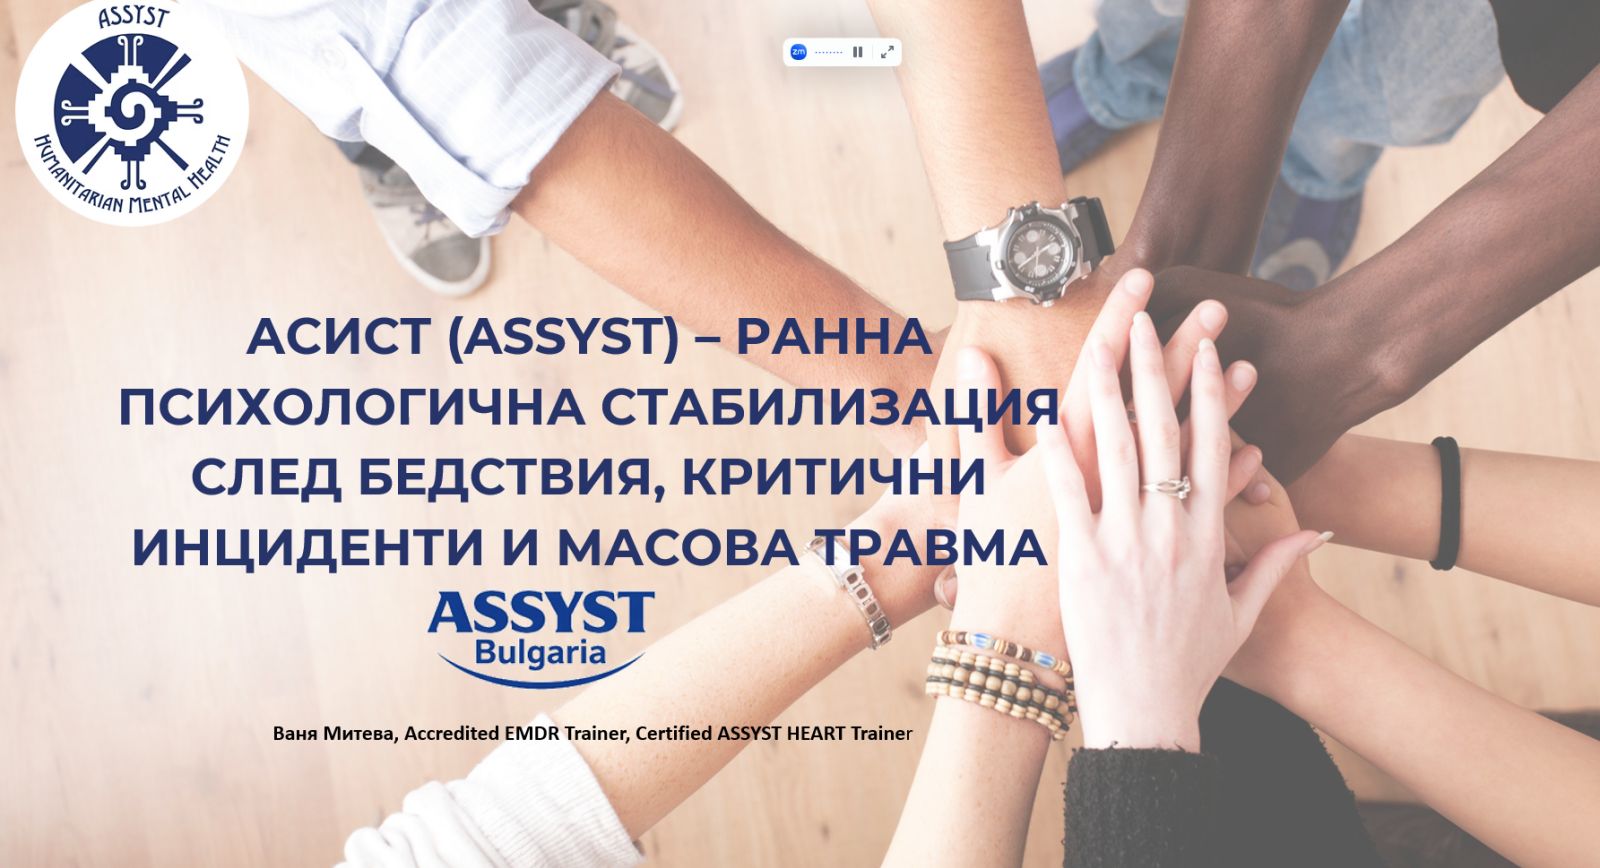 ASSYST
HUMANITARIAN MENTAL HEALTH
zm
АСИСТ (ASSYST) – РАННА
ПСИХОЛОГИЧНА СТАБИЛИЗАЦИЯ
СЛЕД БЕДСТВИЯ, КРИТИЧНИ
ИНЦИДЕНТИ И МАСОВА ТРАВМА
ASSYST
Bulgaria
Ваня Митева, Accredited EMDR Trainer, Certified ASSYST HEART Trainer